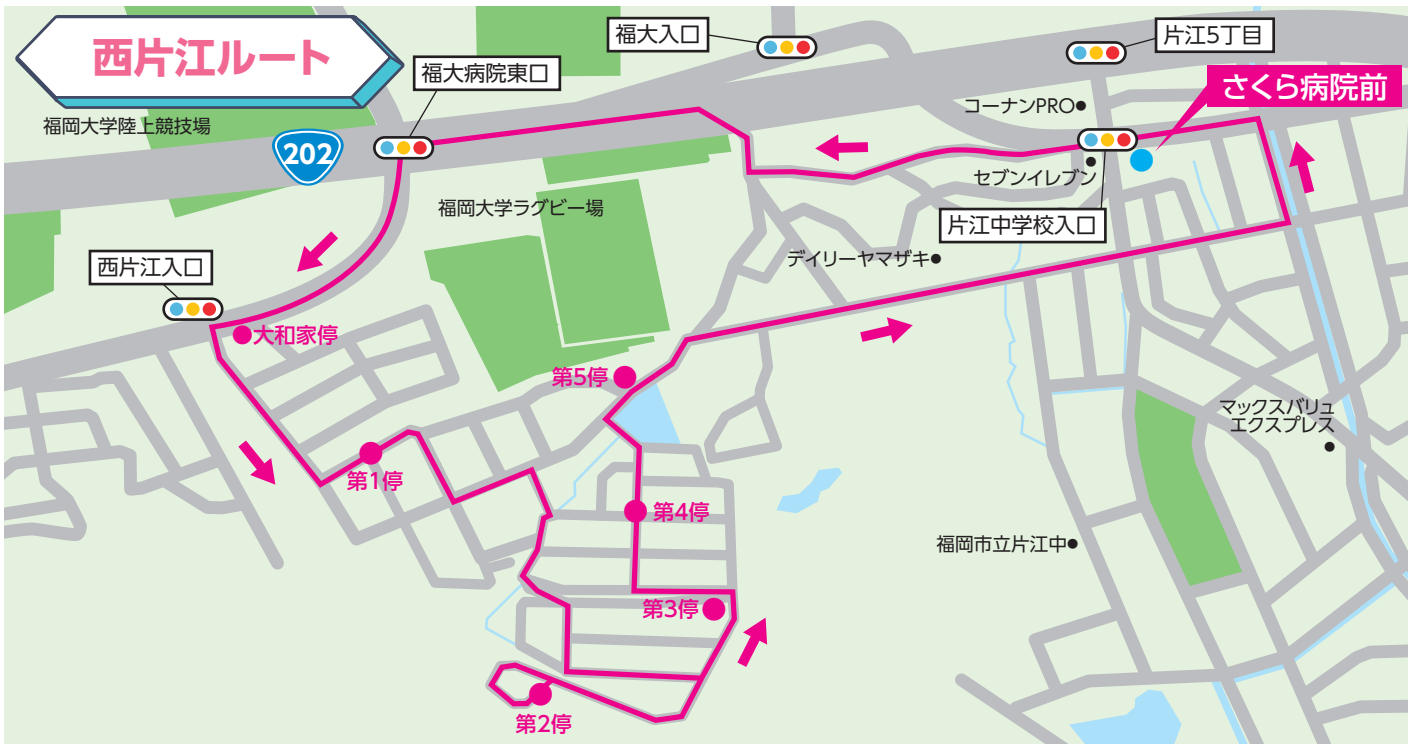 西片江ルート
福大入口
片江5丁目
福大病院東口
さくら病院前
コーナンPRO
福岡大学陸上競技場
202
セブンイレブン
福岡大学ラグビー場
片江中学校入口
西片江入口
デイリーヤマザキ
大和家停
第5停
マックスバリュ
エクスプレス
第1停
第4停
福岡市立片江中
第3停
第2停